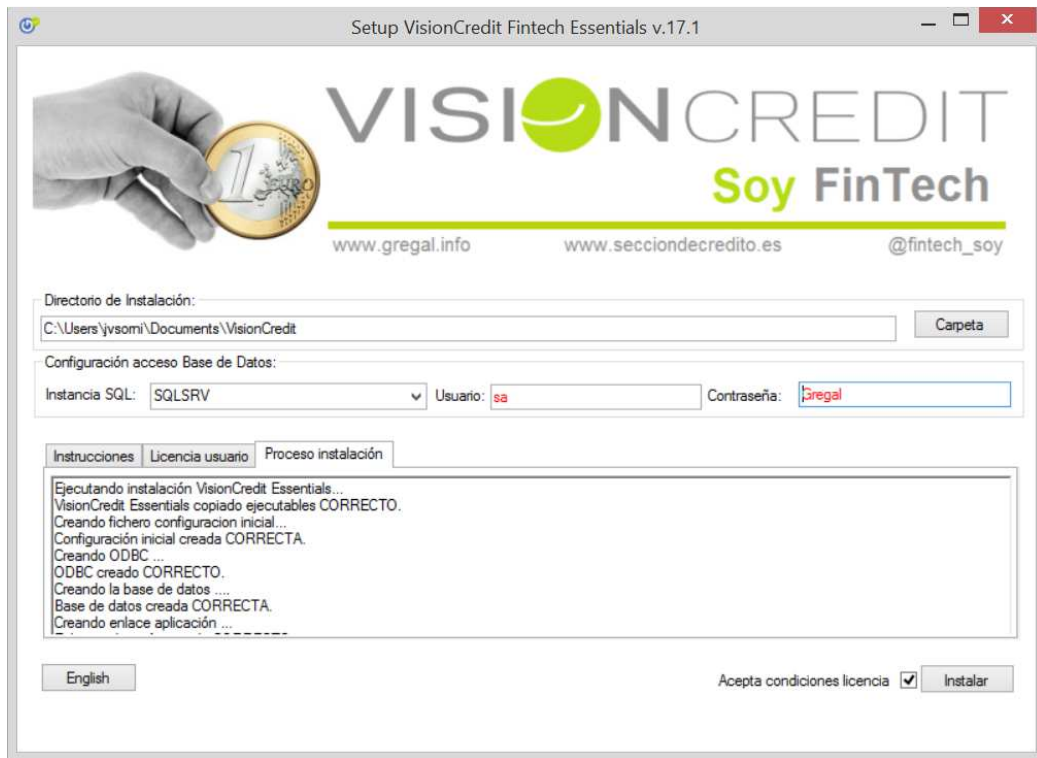 Setup VisionCredit Fintech Essentials v.17.1
VISIONCREDIT
Soy FinTech
1 EURO
www.gregal.info www.secciondecredito.es @fintech_soy
Directorio de Instalación:
C:\Users\jvsorni\Documents\VisionCredit Carpeta
Configuración acceso Base de Datos:
Instancia SQL: SQLSRV Usuario: sa Contraseña: Gregal
Instrucciones Licencia usuario Proceso instalación
Ejecutando instalación VisionCredit Essentials...
VisionCredit Essentials copiado ejecutables CORRECTO.
Creando fichero configuracion inicial...
Configuración inicial creada CORRECTA.
Creando ODBC ...
ODBC creado CORRECTO.
Creando la base de datos ....
Base de datos creada CORRECTA.
Creando enlace aplicación ...
English Acepta condiciones licencia Instalar